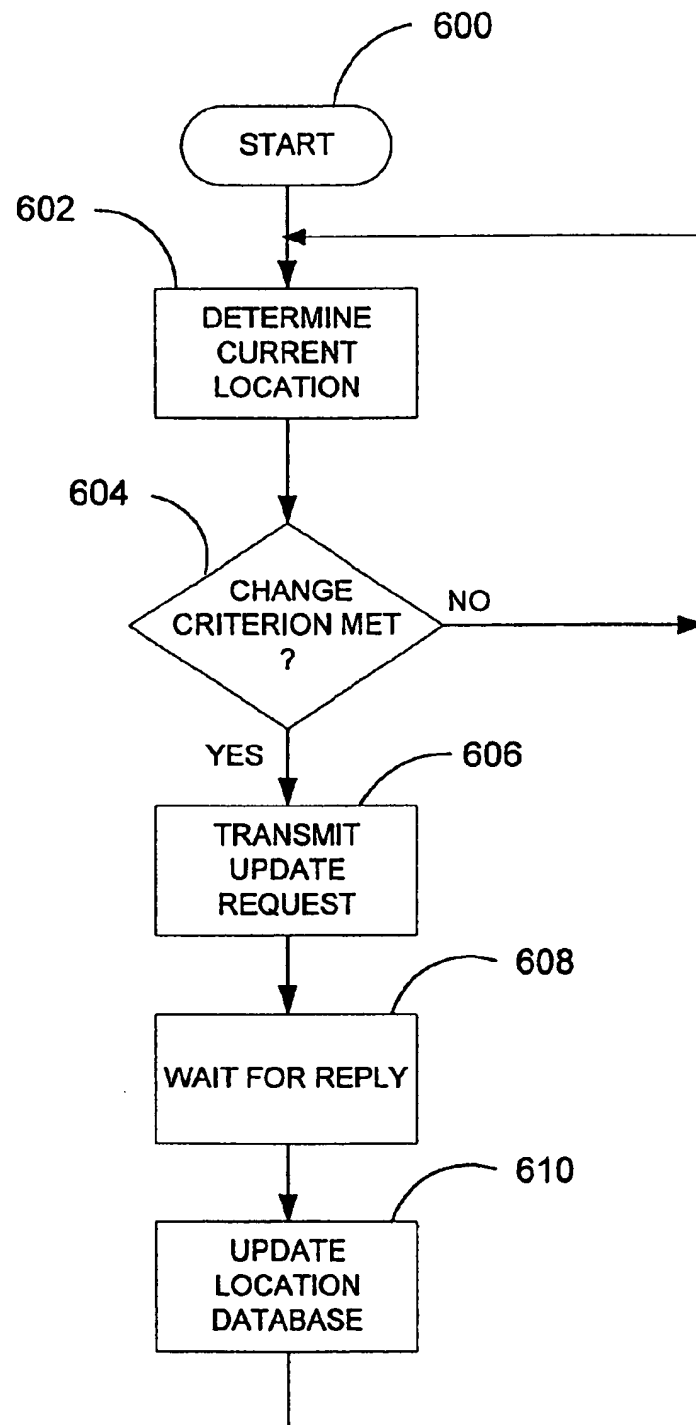 600
START
602
DETERMINE
CURRENT
LOCATION
604
CHANGE
CRITERION MET
?
NO
YES
606
TRANSMIT
UPDATE
REQUEST
608
WAIT FOR REPLY
610
UPDATE
LOCATION
DATABASE